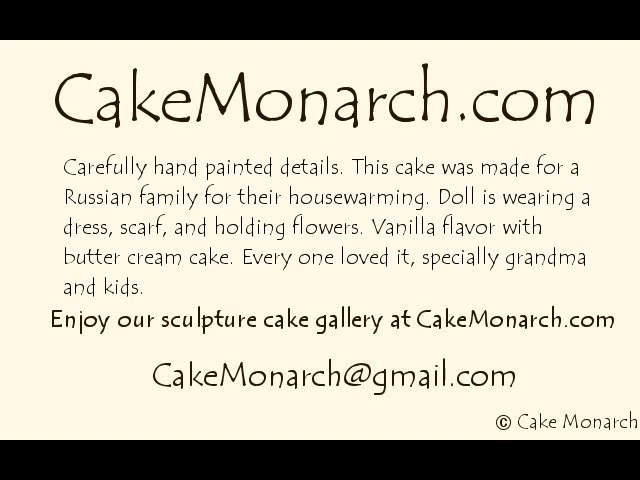 CakeMonarch.com
Carefully hand painted details. This cake was made for a
Russian family for their housewarming. Doll is wearing a
dress, scarf, and holding flowers. Vanilla flavor with
butter cream cake. Every one loved it, specially grandma
and kids.
Enjoy our sculpture cake gallery at CakeMonarch.com
CakeMonarch@gmail.com
© Cake Monarch